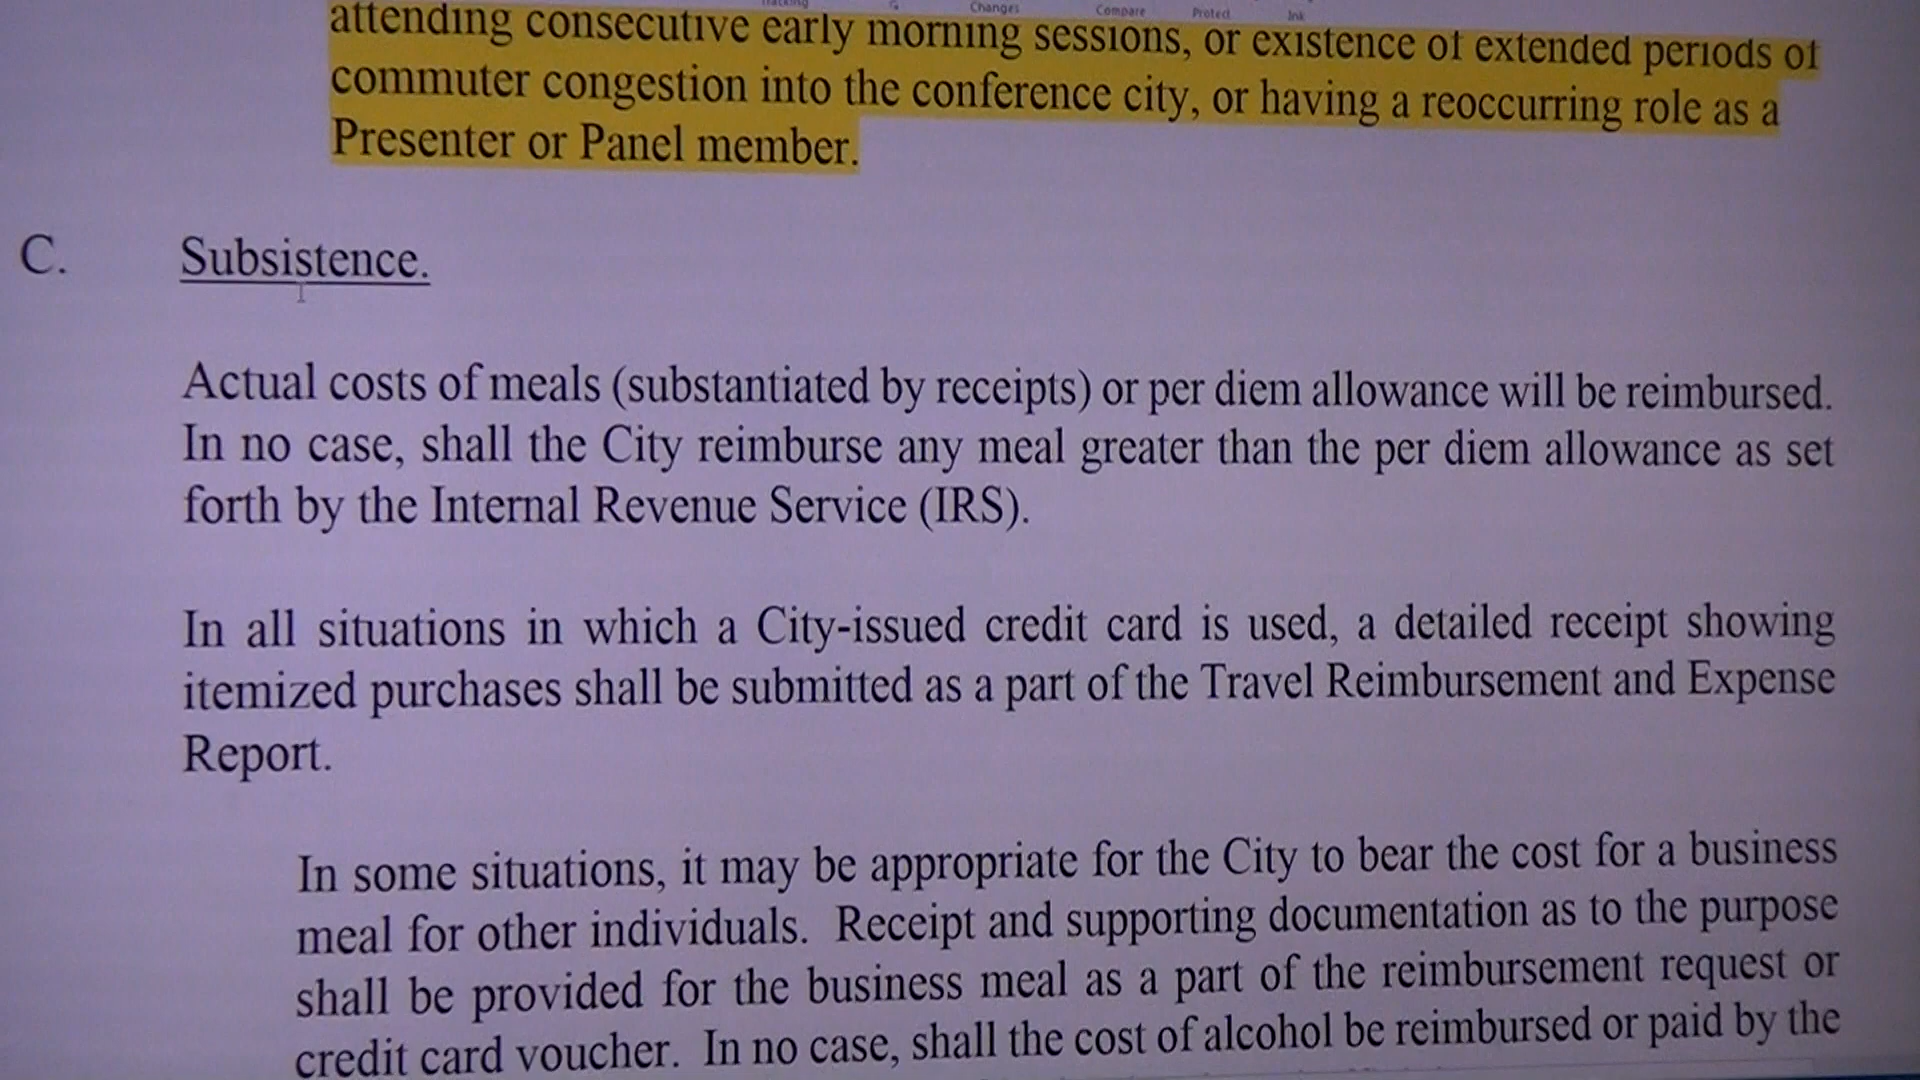 Changes Compare Protect Ink
attending consecutive early morning sessions, or existence of extended periods of
commuter congestion into the conference city, or having a reoccurring role as a
Presenter or Panel member.
C. Subsistence.
Actual costs of meals (substantiated by receipts) or per diem allowance will be reimbursed.
In no case, shall the City reimburse any meal greater than the per diem allowance as set
forth by the Internal Revenue Service (IRS).
In all situations in which a City-issued credit card is used, a detailed receipt showing
itemized purchases shall be submitted as a part of the Travel Reimbursement and Expense
Report.
In some situations, it may be appropriate for the City to bear the cost for a business
meal for other individuals. Receipt and supporting documentation as to the purpose
shall be provided for the business meal as a part of the reimbursement request or
credit card voucher. In no case, shall the cost of alcohol be reimbursed or paid by the